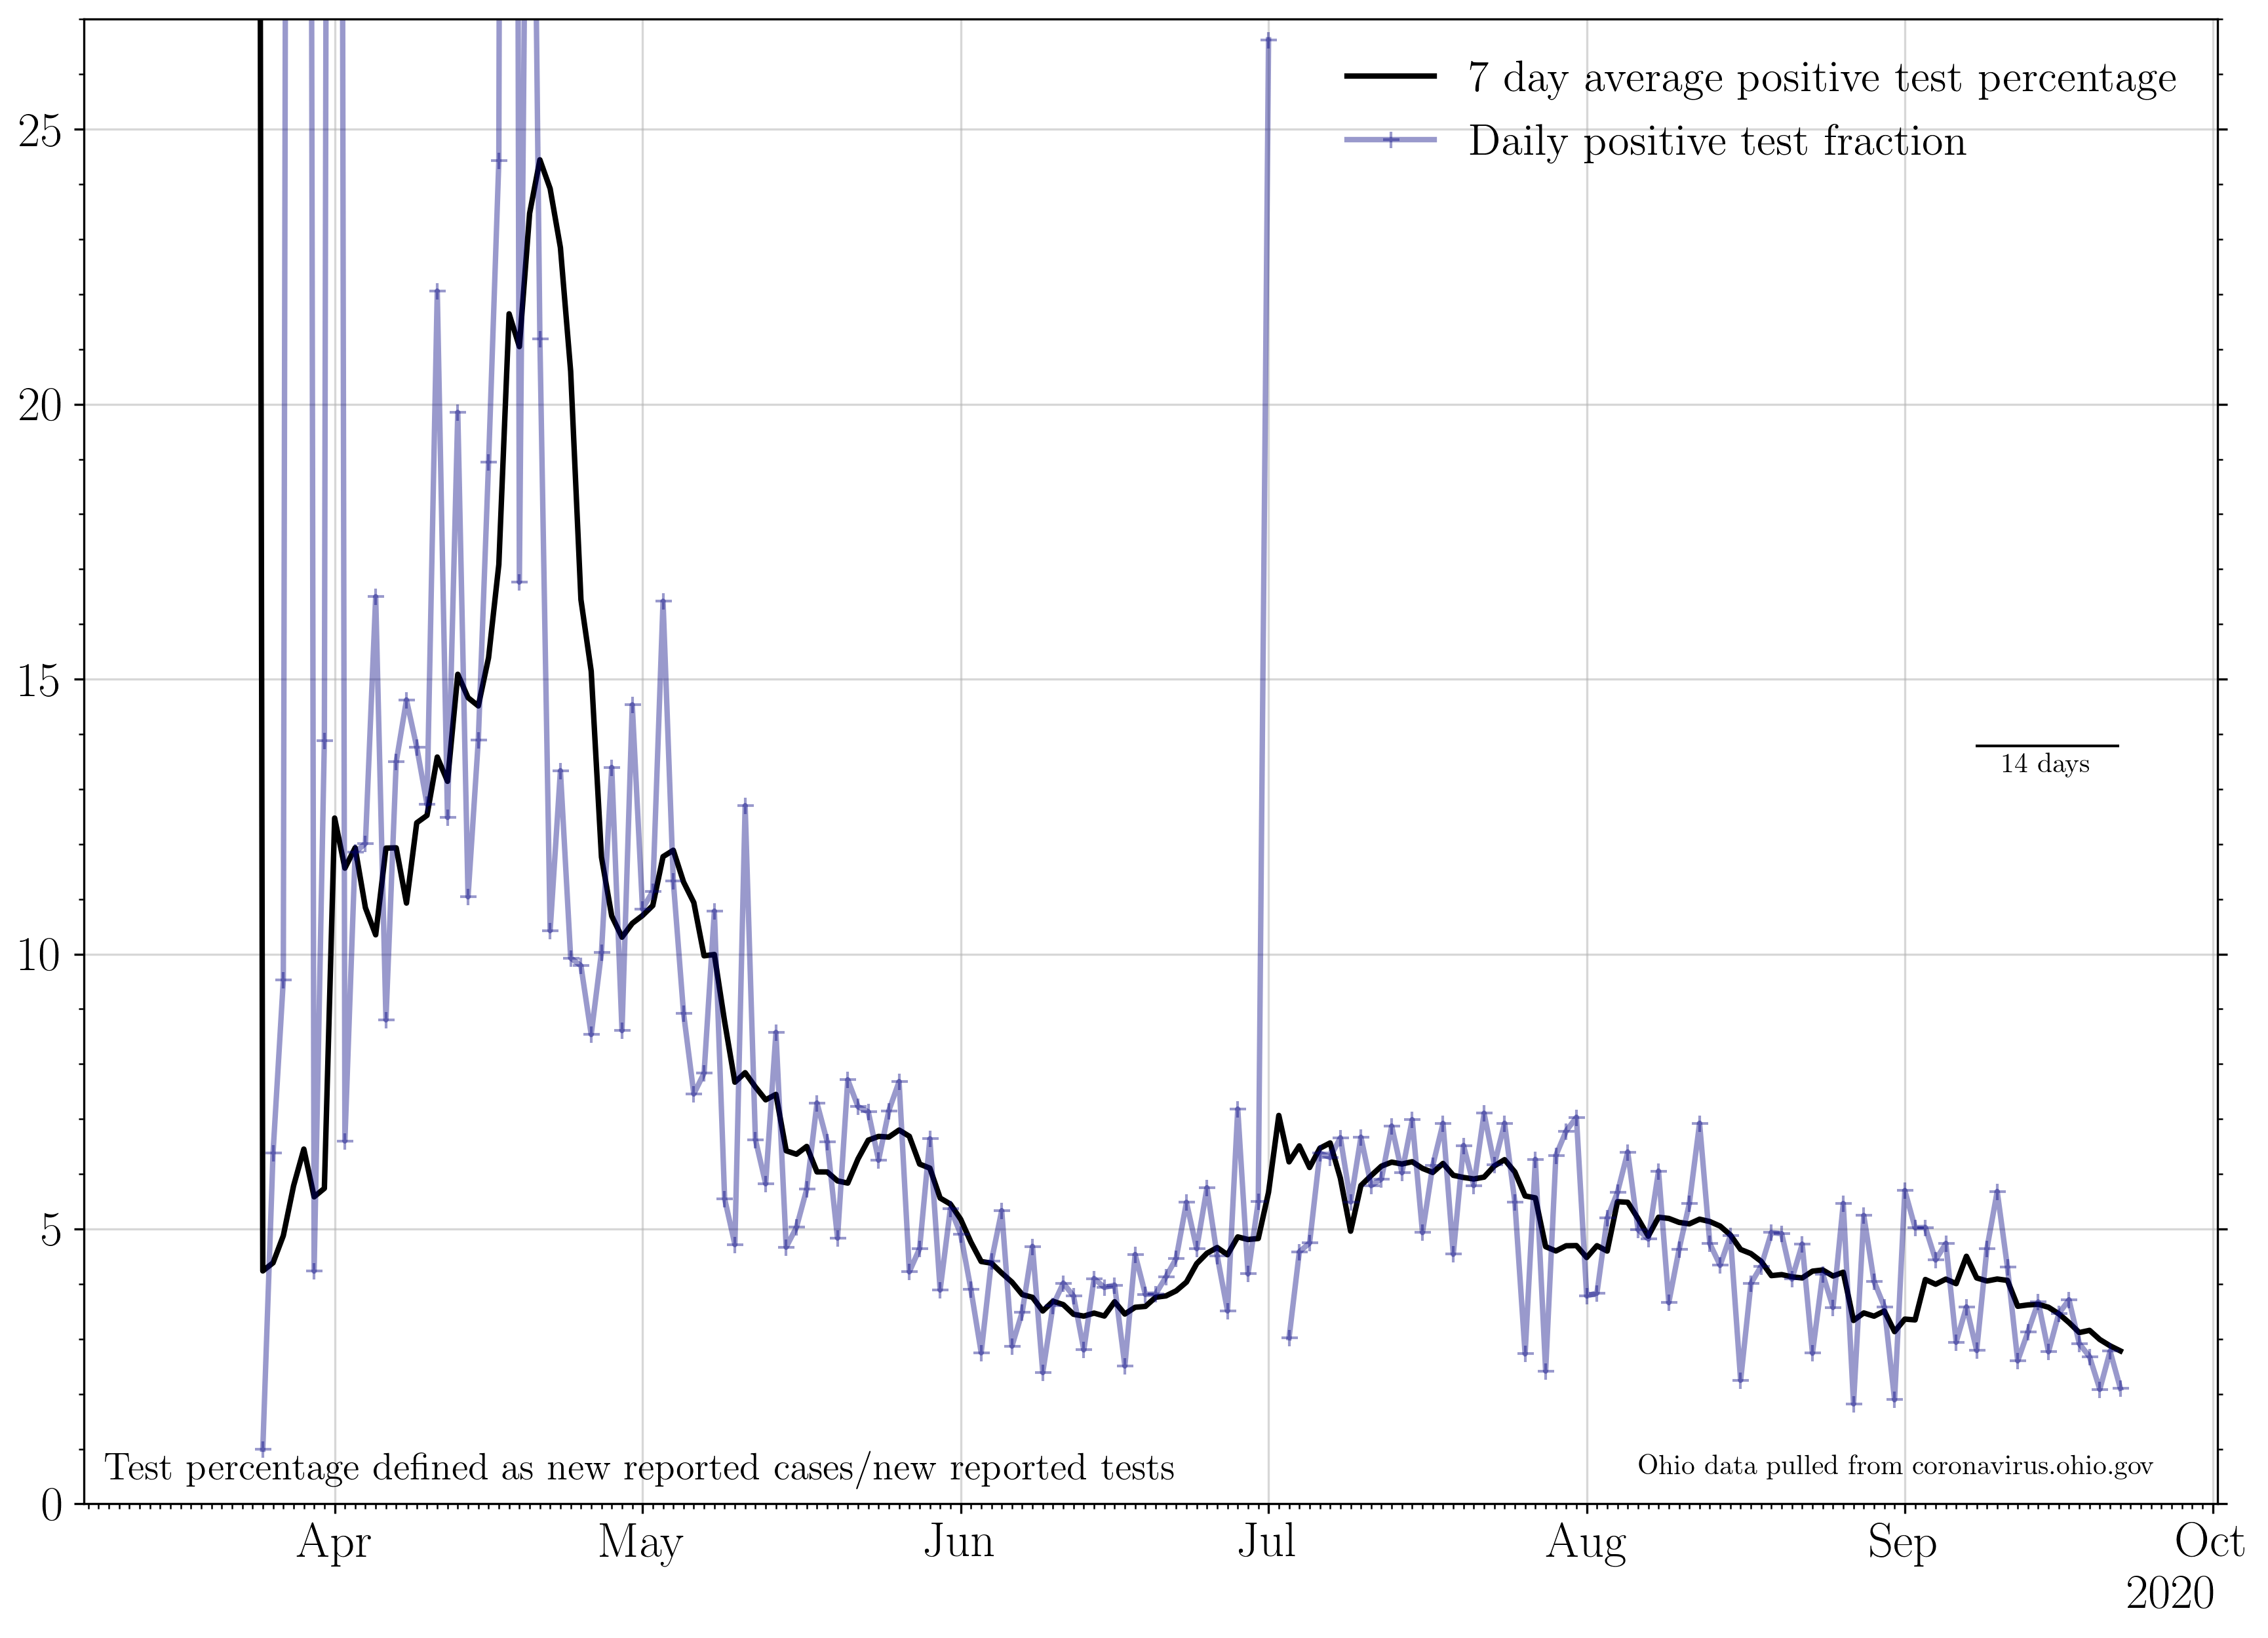 7 day average positive test percentage
Daily positive test fraction
25
20
15
10
5
0
14 days
Test percentage defined as new reported cases/new reported tests
Ohio data pulled from coronavirus.ohio.gov
Apr May Jun Jul Aug Sep Oct
2020